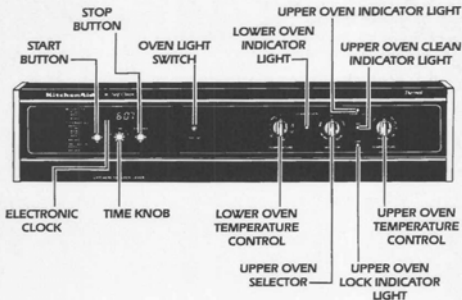 STOP
BUTTON
START
BUTTON
OVEN LIGHT
SWITCH
LOWER OVEN
INDICATOR
LIGHT
UPPER OVEN INDICATOR LIGHT
UPPER OVEN CLEAN
INDICATOR LIGHT
KitchenAid
6:07
ELECTRONIC
CLOCK
TIME KNOB
LOWER OVEN
TEMPERATURE
CONTROL
UPPER OVEN
SELECTOR
UPPER OVEN
LOCK INDICATOR
LIGHT
UPPER OVEN
TEMPERATURE
CONTROL